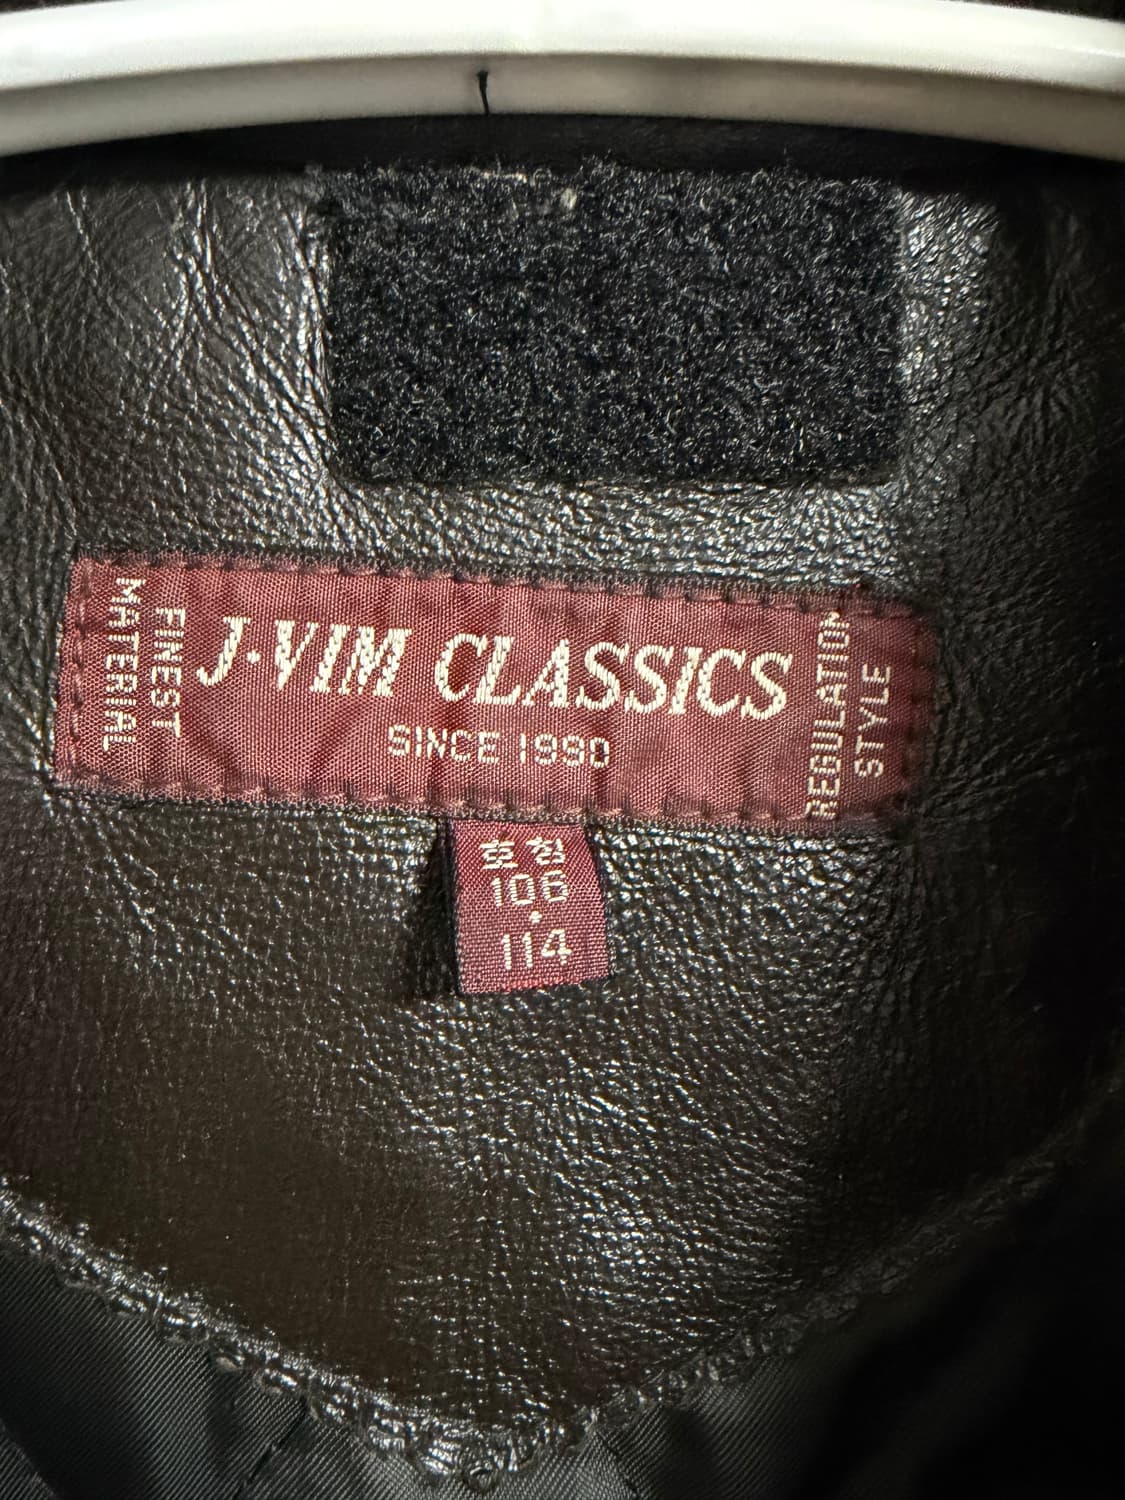 FINEST
MATERIAL
J·VIM CLASSICS
SINCE 1990
REGULATION
STYLE
호칭
106
·
114